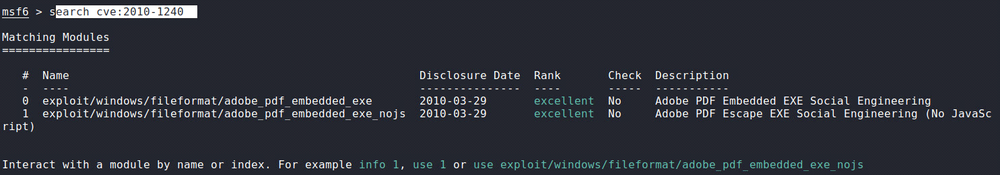 msf6 > search cve:2010-1240
Matching Modules
================
#  Name                                                    Disclosure Date  Rank       Check  Description
-  ----                                                    ---------------  ----       -----  -----------
0  exploit/windows/fileformat/adobe_pdf_embedded_exe       2010-03-29       excellent  No     Adobe PDF Embedded EXE Social Engineering
1  exploit/windows/fileformat/adobe_pdf_embedded_exe_nojs  2010-03-29       excellent  No     Adobe PDF Escape EXE Social Engineering (No JavaSc
ript)
Interact with a module by name or index. For example info 1, use 1 or use exploit/windows/fileformat/adobe_pdf_embedded_exe_nojs